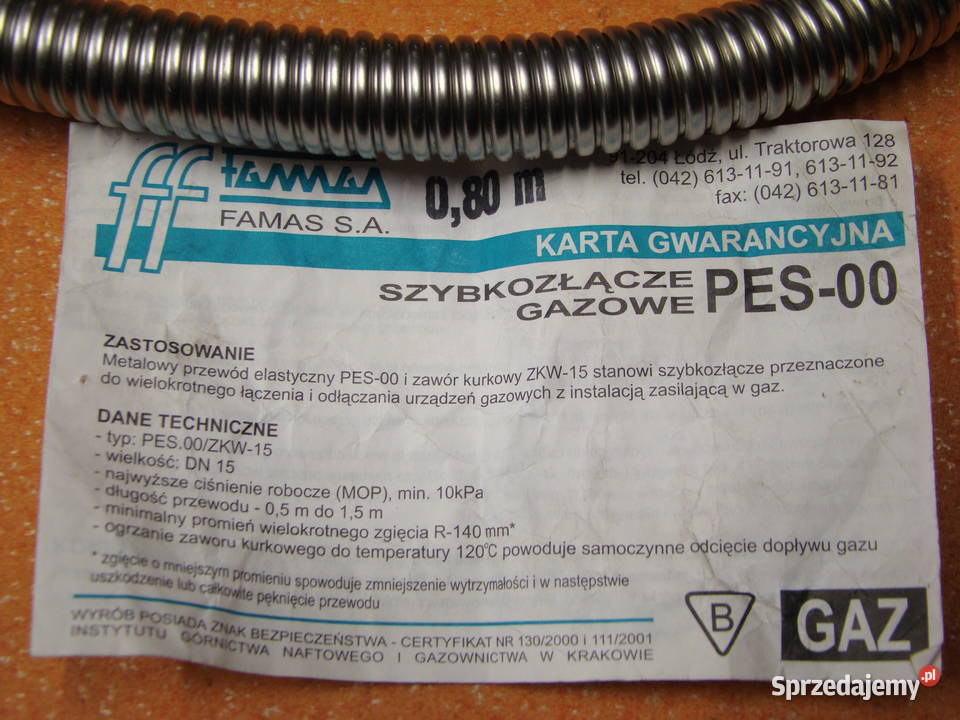 ff famas
FAMAS S.A.
0,80 m
91-204 Łódź, ul. Traktorowa 128
tel. (042) 613-11-91, 613-11-92
fax: (042) 613-11-81
KARTA GWARANCYJNA
SZYBKOZŁĄCZE
GAZOWE PES-00
ZASTOSOWANIE
Metalowy przewód elastyczny PES-00 i zawór kurkowy ZKW-15 stanowi szybkozłącze przeznaczone
do wielokrotnego łączenia i odłączania urządzeń gazowych z instalacją zasilającą w gaz.
DANE TECHNICZNE
- typ: PES.00/ZKW-15
- wielkość: DN 15
- najwyższe ciśnienie robocze (MOP), min. 10kPa
- długość przewodu - 0,5 m do 1,5 m
- minimalny promień wielokrotnego zgięcia R-140 mm*
- ogrzanie zaworu kurkowego do temperatury 120°C powoduje samoczynne odcięcie dopływu gazu
* zgięcie o mniejszym promieniu spowoduje zmniejszenie wytrzymałości i w następstwie
uszkodzenie lub całkowite pęknięcie przewodu
WYRÓB POSIADA ZNAK BEZPIECZEŃSTWA - CERTYFIKAT NR 130/2000 i 111/2001
INSTYTUTU GÓRNICTWA NAFTOWEGO I GAZOWNICTWA W KRAKOWIE
B
GAZ
Sprzedajemy.pl